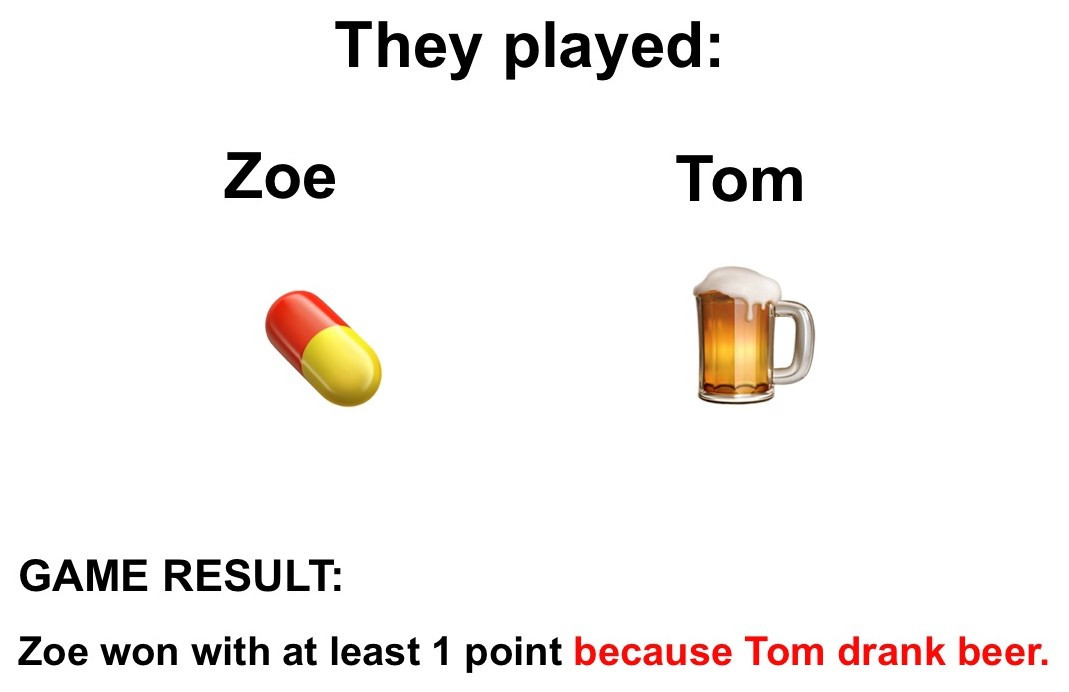 They played:
Zoe Tom
GAME RESULT:
Zoe won with at least 1 point because Tom drank beer.